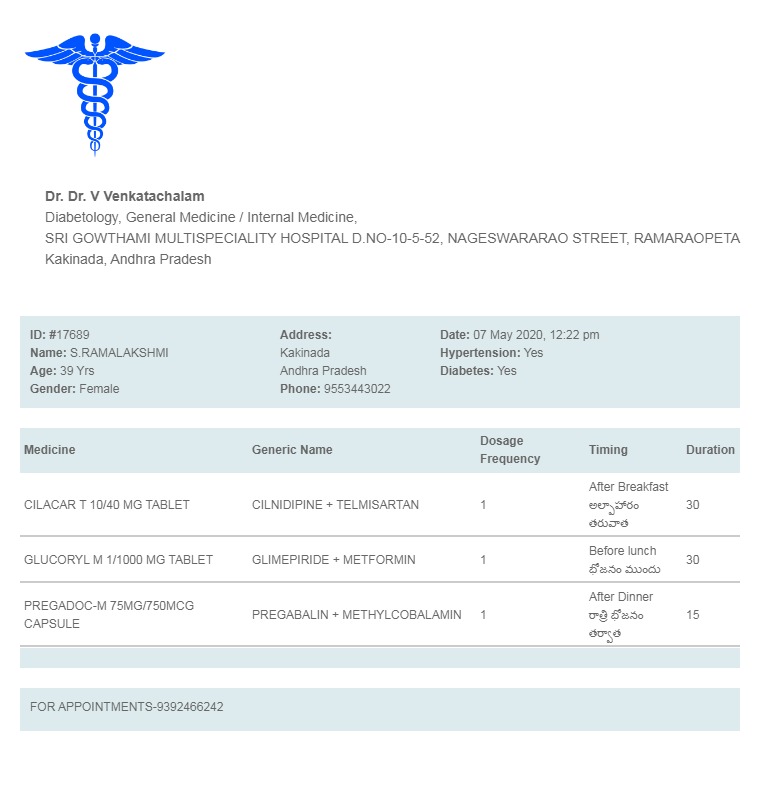 Dr. Dr. V Venkatachalam
Diabetology, General Medicine / Internal Medicine,
SRI GOWTHAMI MULTISPECIALITY HOSPITAL D.NO-10-5-52, NAGESWARARAO STREET, RAMARAOPETA
Kakinada, Andhra Pradesh
ID: #17689
Name: S.RAMALAKSHMI
Age: 39 Yrs
Gender: Female
Address:
Kakinada
Andhra Pradesh
Phone: 9553443022
Date: 07 May 2020, 12:22 pm
Hypertension: Yes
Diabetes: Yes
Medicine Generic Name Dosage Frequency Timing Duration
CILACAR T 10/40 MG TABLET CILNIDIPINE + TELMISARTAN 1 After Breakfast 30
అల్పాహారం
తరువాత
GLUCORYL M 1/1000 MG TABLET GLIMEPIRIDE + METFORMIN 1 Before lunch 30
భోజనం ముందు
PREGADOC-M 75MG/750MCG CAPSULE PREGABALIN + METHYLCOBALAMIN 1 After Dinner 15
రాత్రి భోజనం
తర్వాత
FOR APPOINTMENTS-9392466242